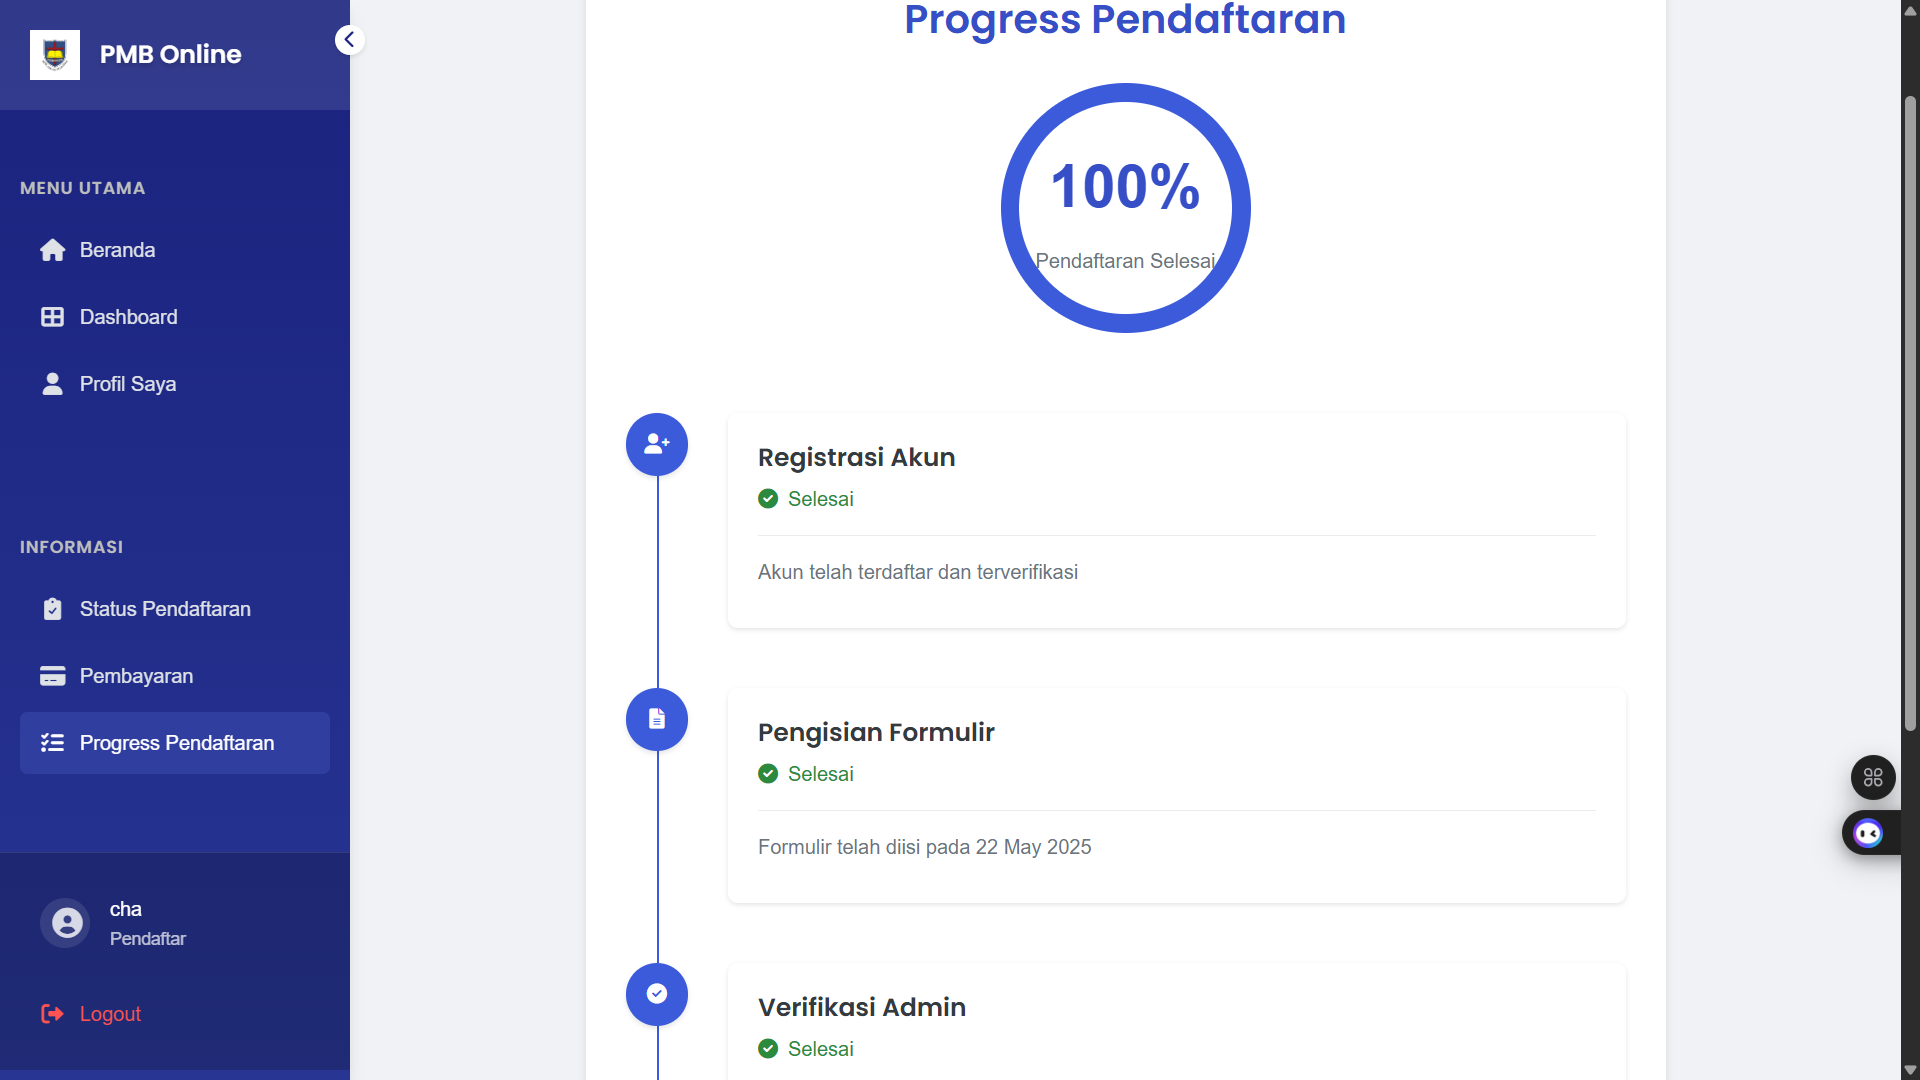 PMB Online
MENU UTAMA
Beranda
Dashboard
Profil Saya
INFORMASI
Status Pendaftaran
Pembayaran
Progress Pendaftaran
cha
Pendaftar
Logout
Progress Pendaftaran
100%
Pendaftaran Selesai
Registrasi Akun
Selesai
Akun telah terdaftar dan terverifikasi
Pengisian Formulir
Selesai
Formulir telah diisi pada 22 May 2025
Verifikasi Admin
Selesai